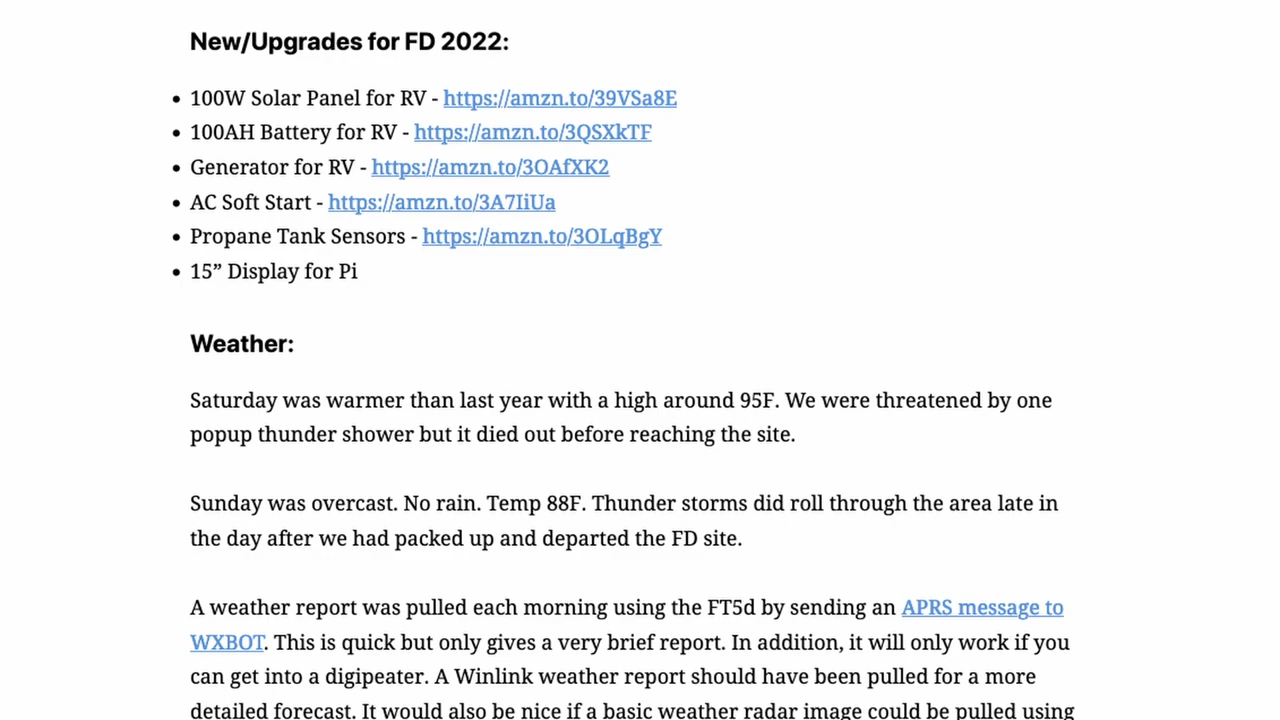 New/Upgrades for FD 2022:
• 100W Solar Panel for RV - https://amzn.to/39VSa8E
• 100AH Battery for RV - https://amzn.to/3QSXkTF
• Generator for RV - https://amzn.to/3OAfXK2
• AC Soft Start - https://amzn.to/3A7IiUa
• Propane Tank Sensors - https://amzn.to/3OLqBgY
• 15” Display for Pi
Weather:
Saturday was warmer than last year with a high around 95F. We were threatened by one
popup thunder shower but it died out before reaching the site.
Sunday was overcast. No rain. Temp 88F. Thunder storms did roll through the area late in
the day after we had packed up and departed the FD site.
A weather report was pulled each morning using the FT5d by sending an APRS message to
WXBOT. This is quick but only gives a very brief report. In addition, it will only work if you
can get into a digipeater. A Winlink weather report should have been pulled for a more
detailed forecast. It would also be nice if a basic weather radar image could be pulled using